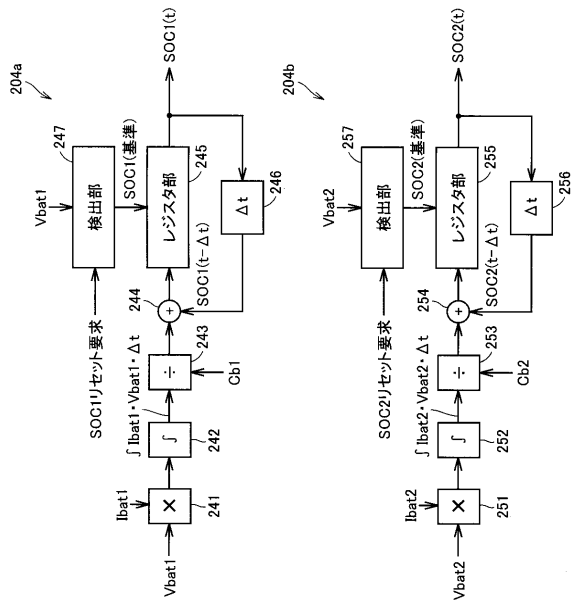 204a
Vbat1
247
検出部
SOC1リセット要求
SOC1(基準)
245
レジスタ部
SOC1(t)
244
+
SOC1(t−Δt)
Δt
246
∫Ibat1・Vbat1・Δt
243
÷
Cb1
∫
242
Ibat1
×
241
Vbat1
204b
Vbat2
257
検出部
SOC2リセット要求
SOC2(基準)
255
レジスタ部
SOC2(t)
254
+
SOC2(t−Δt)
Δt
256
∫Ibat2・Vbat2・Δt
253
÷
Cb2
∫
252
Ibat2
×
251
Vbat2